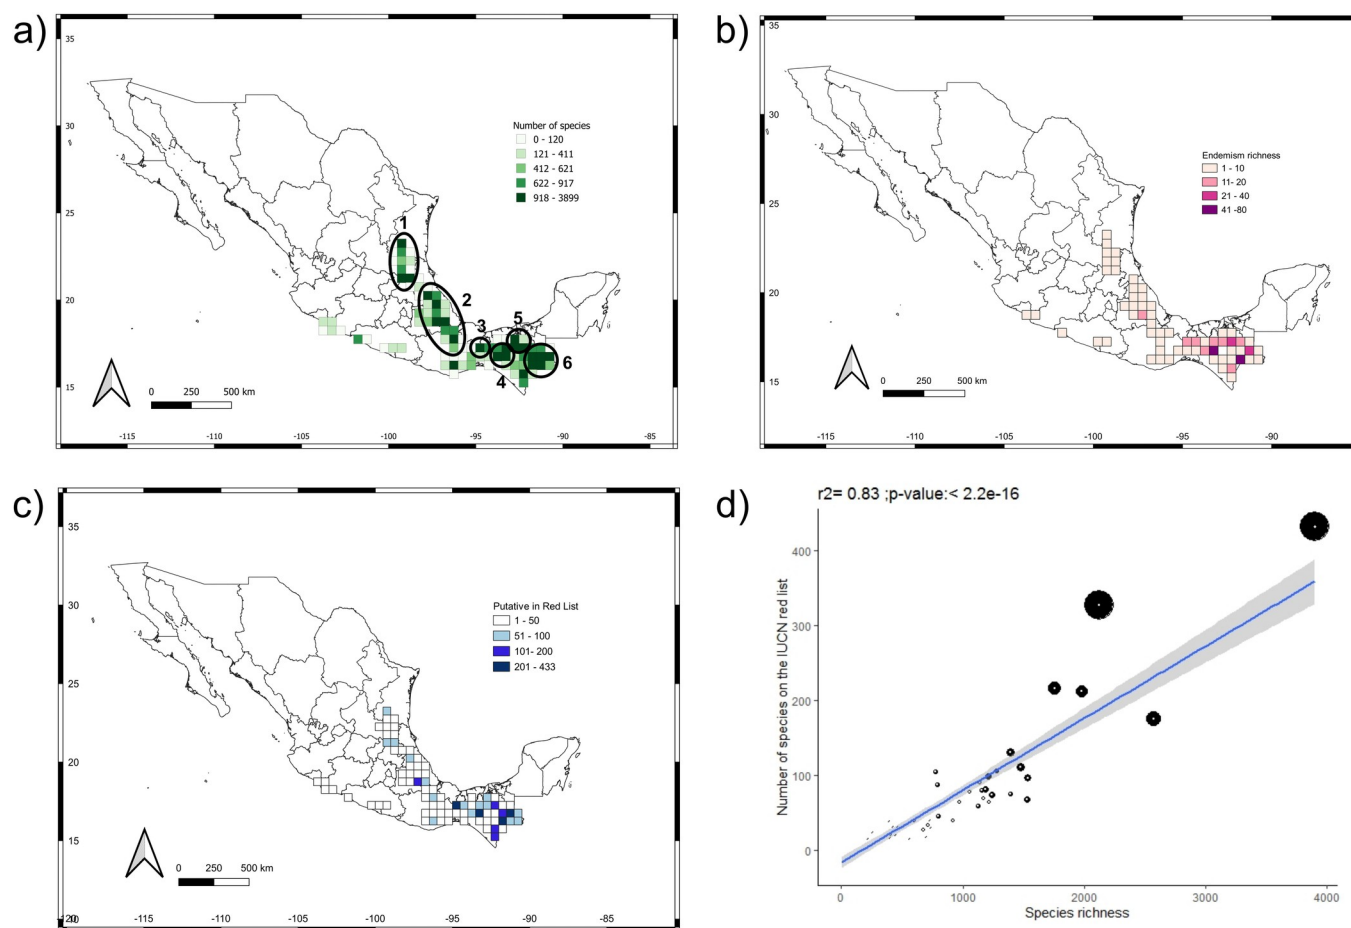 a)
35
30
25
20
15
Number of species
0 - 120
121 - 411
412 - 621
622 - 917
918 - 3899
1
2
3
4
5
6
0 250 500 km
-115 -110 -105 -100 -95 -90 -85
b)
35
30
25
20
15
Endemism richness
1 - 10
11- 20
21 - 40
41 -80
0 250 500 km
-115 -110 -105 -100 -95 -90
c)
35
30
25
20
15
Putative in Red List
1 - 50
51 - 100
101- 200
201 - 433
0 250 500 km
-115 -110 -105 -100 -95 -90
d)
r2= 0.83 ;p-value:< 2.2e-16
Number of species on the IUCN red list
400
300
200
100
0
0 1000 2000 3000 4000
Species richness